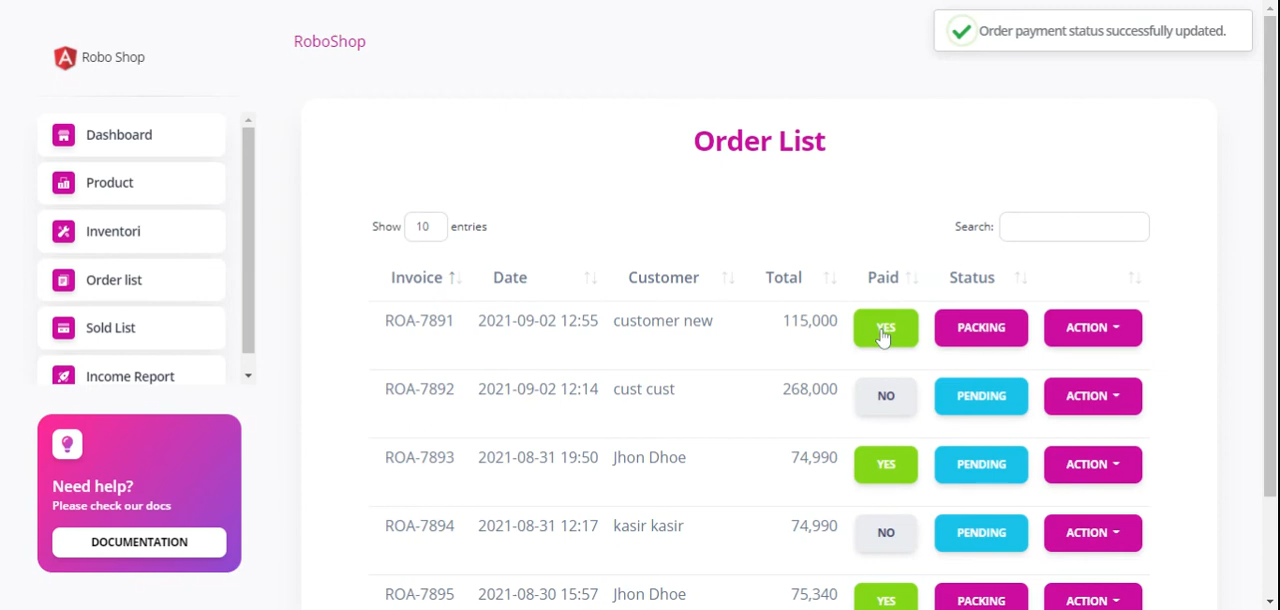 Order payment status successfully updated.
RoboShop
Robo Shop
Dashboard
Product
Inventori
Order list
Sold List
Income Report
Need help?
Please check our docs
DOCUMENTATION
Order List
Show 10 entries
Search:
Invoice Date Customer Total Paid Status
ROA-7891 2021-09-02 12:55 customer new 115,000 YES PACKING ACTION
ROA-7892 2021-09-02 12:14 cust cust 268,000 NO PENDING ACTION
ROA-7893 2021-08-31 19:50 Jhon Dhoe 74,990 YES PENDING ACTION
ROA-7894 2021-08-31 12:17 kasir kasir 74,990 NO PENDING ACTION
ROA-7895 2021-08-30 15:57 Jhon Dhoe 75,340 YES PACKING ACTION